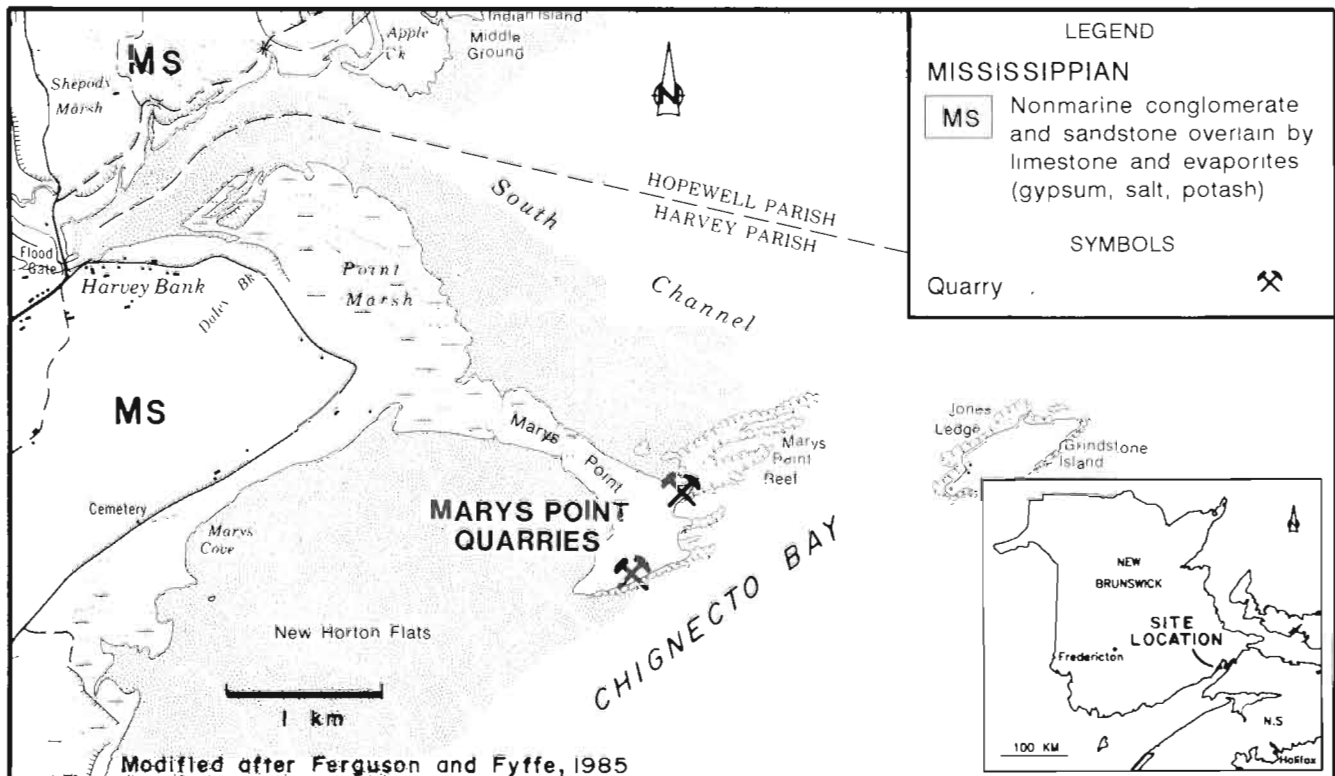 Indian Island
Middle
Ground
Apple
Ck
MS
Shepody
Marsh
South
Channel
HOPEWELL PARISH
HARVEY PARISH
Flood
Gate
Harvey Bank
Daley Bk
Point
Marsh
MS
Marys
Point
Marys
Point
Reef
Jones
Ledge
Grindstone
Island
Cemetery
Marys
Cove
MARYS POINT
QUARRIES
New Horton Flats
CHIGNECTO BAY
1 km
Modified after Ferguson and Fyffe, 1985
N
LEGEND
MISSISSIPPIAN
MS
Nonmarine conglomerate
and sandstone overlain by
limestone and evaporites
(gypsum, salt, potash)
SYMBOLS
Quarry
NEW
BRUNSWICK
SITE
LOCATION
Fredericton
N.S
Halifax
100 KM